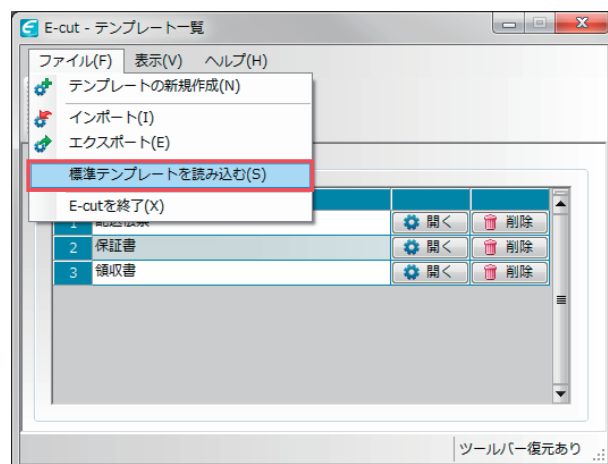 E-cut - テンプレート一覧
ファイル(F) 表示(V) ヘルプ(H)
テンプレートの新規作成(N)
インポート(I)
エクスポート(E)
標準テンプレートを読み込む(S)
E-cutを終了(X)
1 開く 削除
2 保証書 開く 削除
3 領収書 開く 削除
ツールバー復元あり